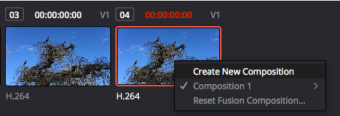 03 00:00:00:00 V1 04 00:00:00:00 V1
H.264 H.264
Create New Composition
✓ Composition 1 >
Reset Fusion Composition...